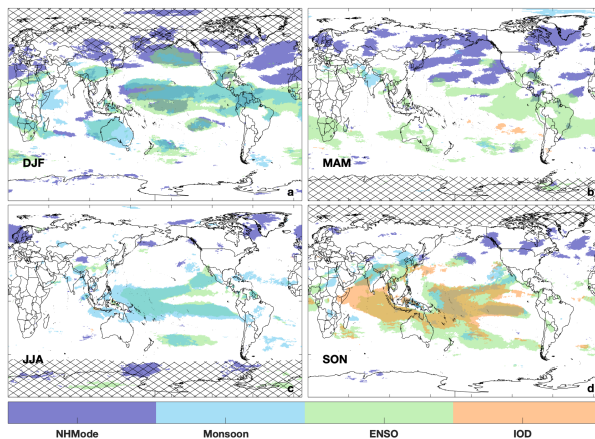 DJF
a
MAM
b
JJA
c
SON
d
NHMode Monsoon ENSO IOD